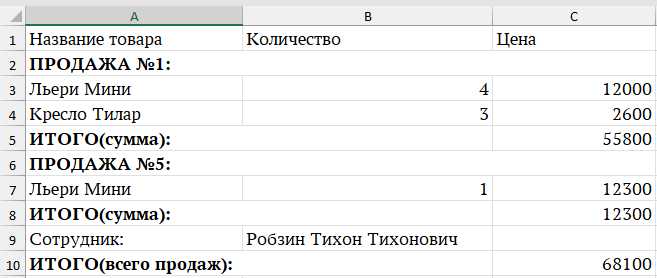 A B C
1 Название товара Количество Цена
2 ПРОДАЖА №1:
3 Льери Мини 4 12000
4 Кресло Тилар 3 2600
5 ИТОГО(сумма): 55800
6 ПРОДАЖА №5:
7 Льери Мини 1 12300
8 ИТОГО(сумма): 12300
9 Сотрудник: Робзин Тихон Тихонович
10 ИТОГО(всего продаж): 68100